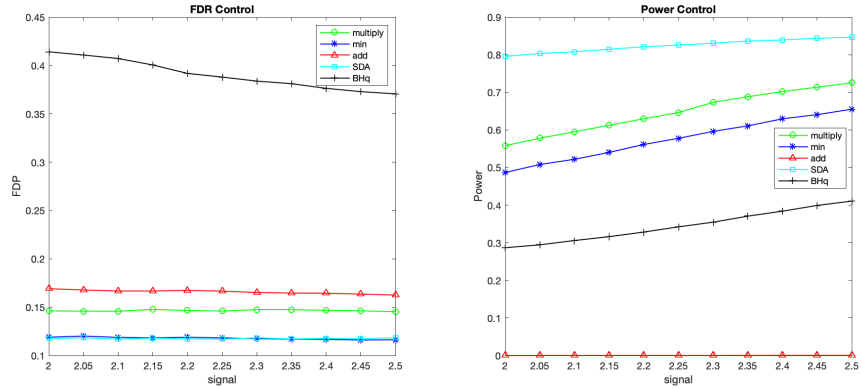 FDR Control
0.45
0.4
0.35
0.3
0.25
0.2
0.15
0.1
FDP
multiply
min
add
SDA
BHq
2
2.05
2.1
2.15
2.2
2.25
2.3
2.35
2.4
2.45
2.5
signal
Power Control
0.9
0.8
0.7
0.6
0.5
0.4
0.3
0.2
0.1
0
Power
multiply
min
add
SDA
BHq
2
2.05
2.1
2.15
2.2
2.25
2.3
2.35
2.4
2.45
2.5
signal